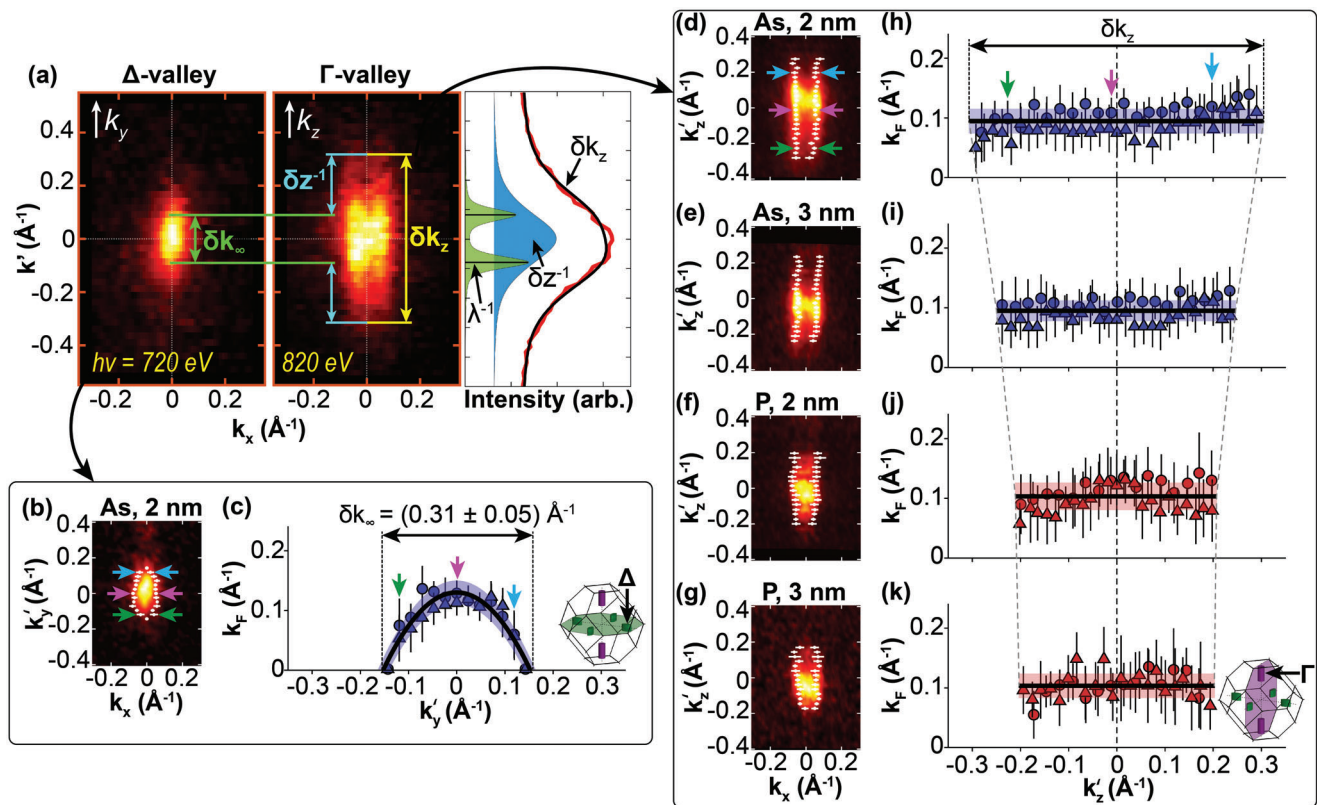 (a) Δ-valley Γ-valley
k' (Å⁻¹)
0.4
0.2
0
-0.2
-0.4
k_y
δk∞
hν = 720 eV
k_z
δz⁻¹
δk_z
820 eV
-0.2 0 0.2 -0.2 0 0.2
k_x (Å⁻¹)
δk_z
δz⁻¹
λ⁻¹
Intensity (arb.)
(b) As, 2 nm
k'_y (Å⁻¹)
0.4
0.2
0
-0.2
-0.4
-0.2 0 0.2
k_x (Å⁻¹)
(c) δk∞ = (0.31 ± 0.05) Å⁻¹
k_F (Å⁻¹)
0.2
0.1
0
-0.3 -0.2 -0.1 0 0.1 0.2 0.3
k'_y (Å⁻¹)
Δ
(d) As, 2 nm
k'_z (Å⁻¹)
0.4
0.2
0
-0.2
-0.4
(e) As, 3 nm
k'_z (Å⁻¹)
0.4
0.2
0
-0.2
-0.4
(f) P, 2 nm
k'_z (Å⁻¹)
0.4
0.2
0
-0.2
-0.4
(g) P, 3 nm
k'_z (Å⁻¹)
0.4
0.2
0
-0.2
-0.4
-0.2 0 0.2
k_x (Å⁻¹)
(h) δk_z
k_F (Å⁻¹)
0.2
0.1
0
(i)
k_F (Å⁻¹)
0.2
0.1
0
(j)
k_F (Å⁻¹)
0.2
0.1
0
(k)
k_F (Å⁻¹)
0.2
0.1
0
Γ
-0.3 -0.2 -0.1 0 0.1 0.2 0.3
k'_z (Å⁻¹)